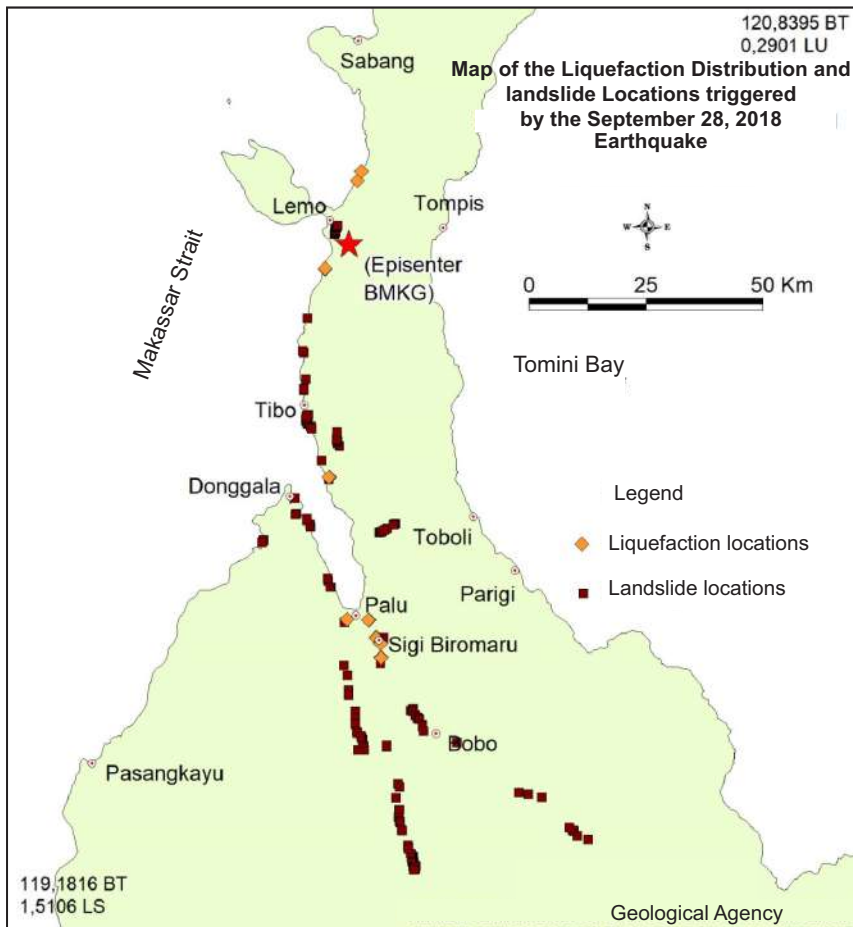 120,8395 BT
0,2901 LU
Map of the Liquefaction Distribution and
landslide Locations triggered
by the September 28, 2018
Earthquake
Sabang
Lemo
Tompis
N
W E
S
(Episenter
BMKG)
0 25 50 Km
Makassar Strait
Tomini Bay
Tibo
Donggala
Legend
Toboli
Liquefaction locations
Parigi
Landslide locations
Palu
Sigi Biromaru
Bobo
Pasangkayu
119,1816 BT
1,5106 LS
Geological Agency